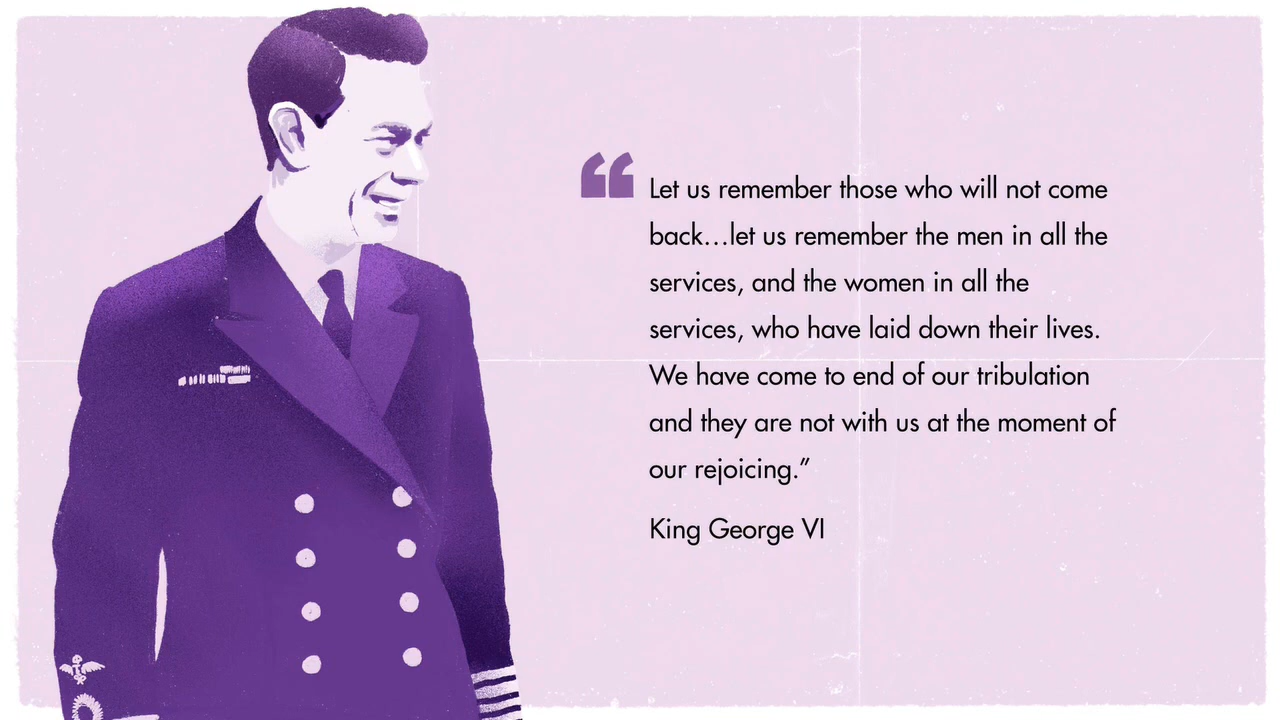 “Let us remember those who will not come
back…let us remember the men in all the
services, and the women in all the
services, who have laid down their lives.
We have come to end of our tribulation
and they are not with us at the moment of
our rejoicing.”
King George VI